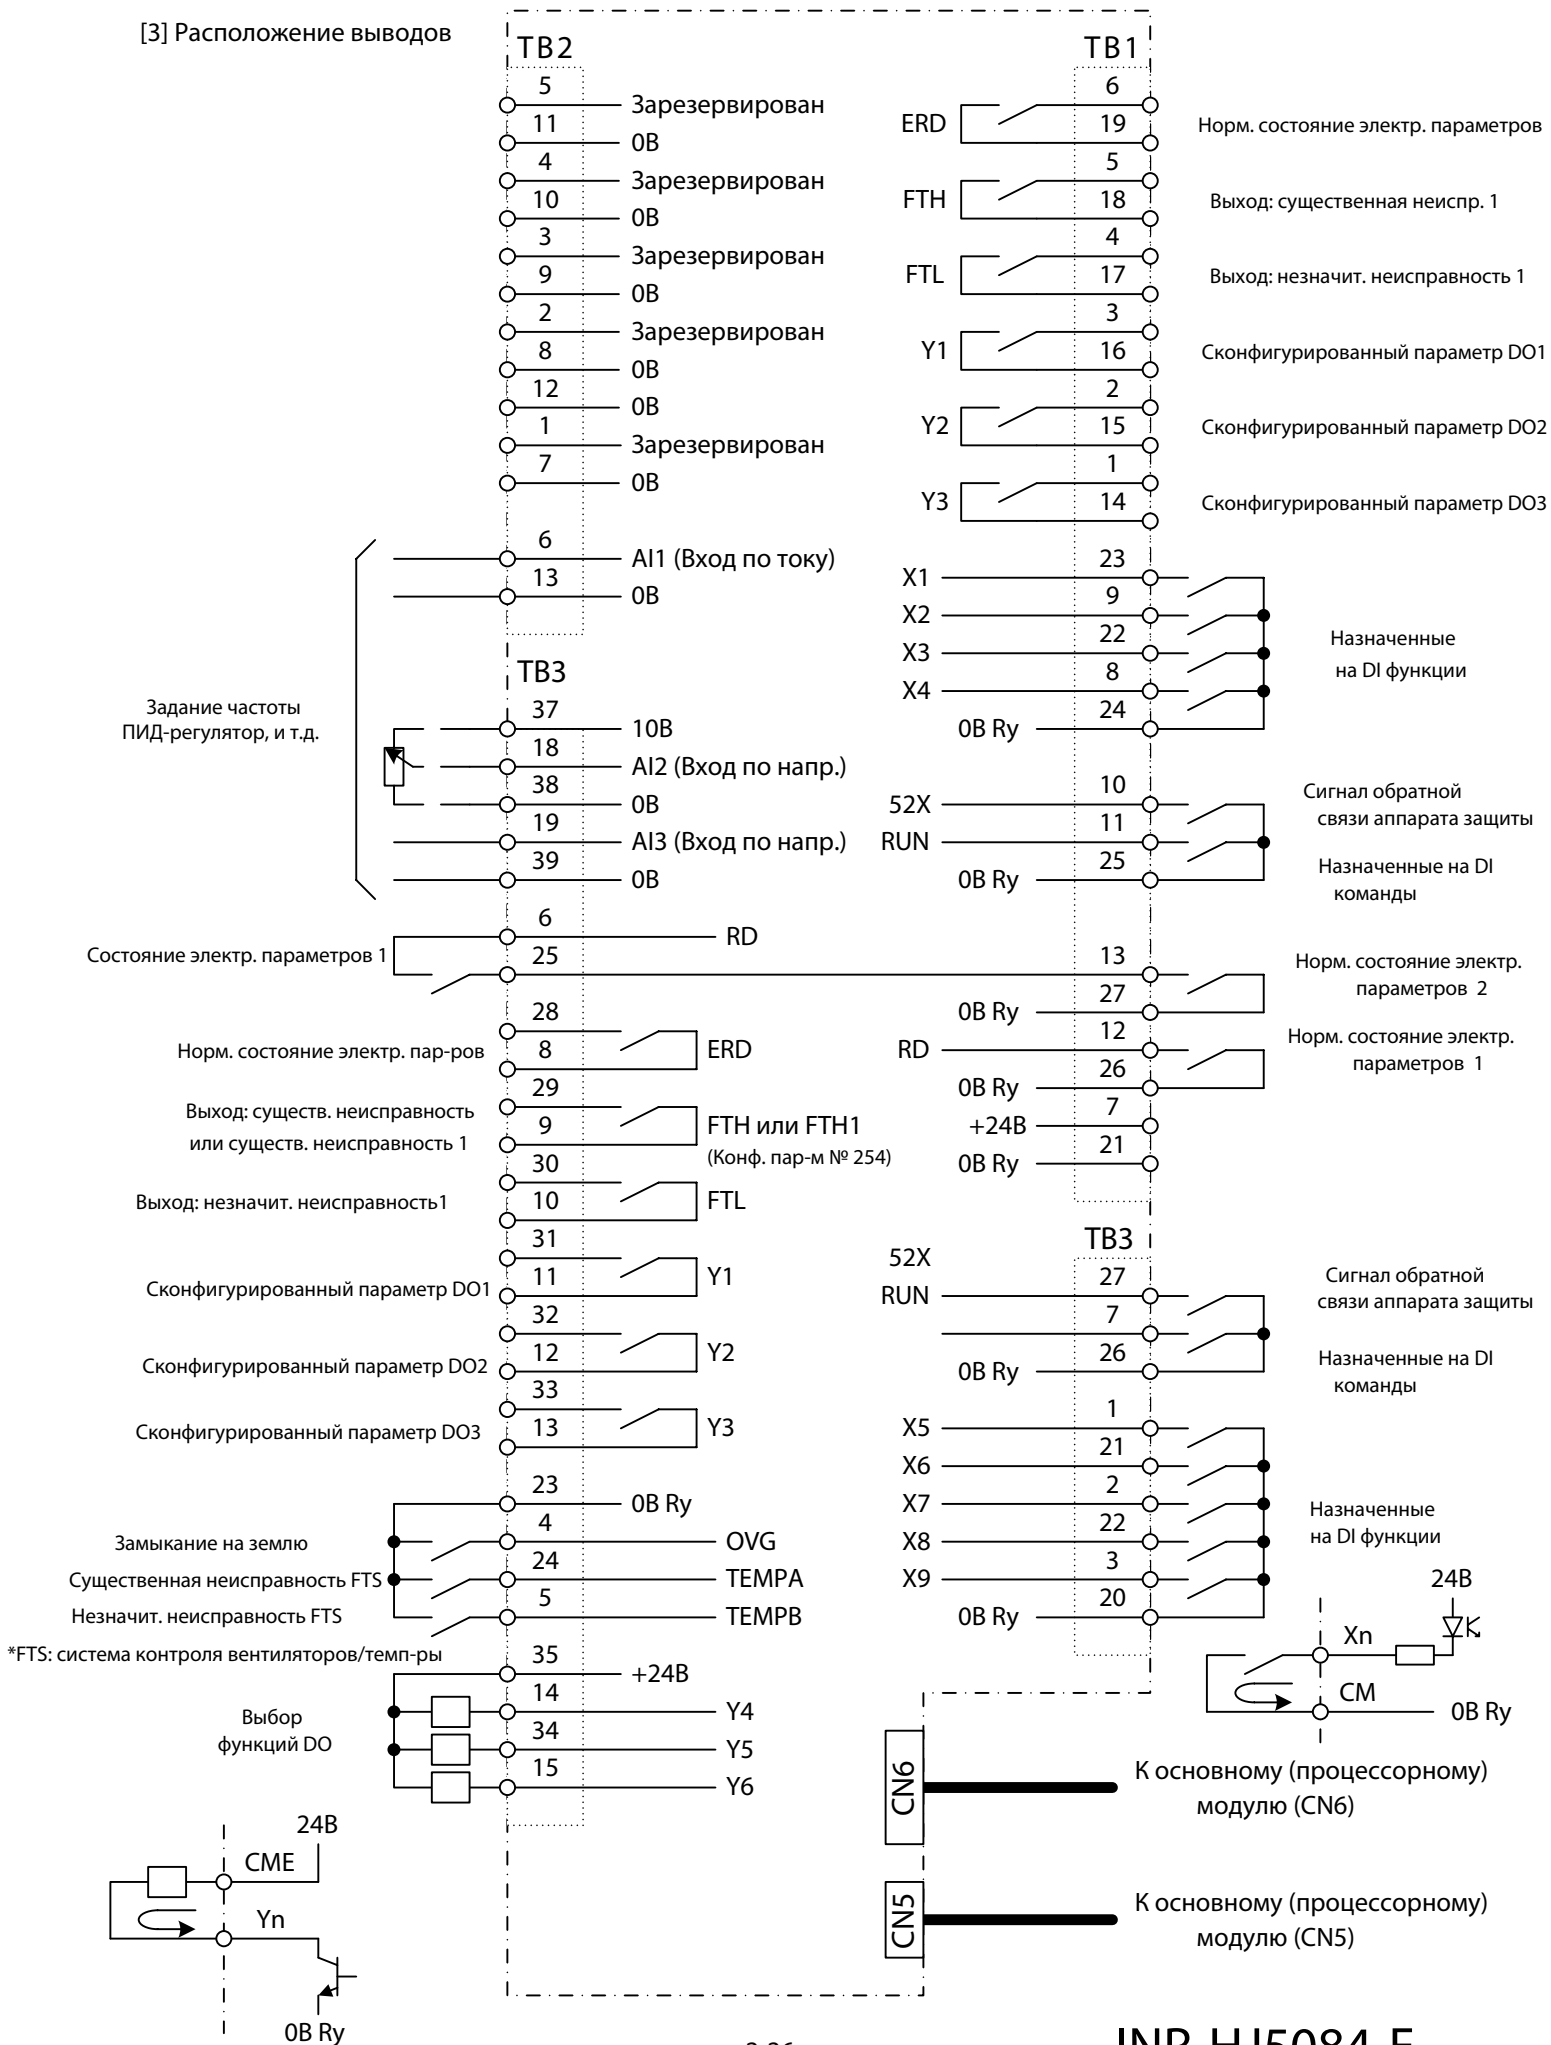 [3] Расположение выводов
TB2
5
Зарезервирован
11
0В
4
Зарезервирован
10
0В
3
Зарезервирован
9
0В
2
Зарезервирован
8
0В
12
0В
1
Зарезервирован
7
0В
6
AI1 (Вход по току)
13
0В
TB3
Задание частоты
ПИД-регулятор, и т.д.
37
10В
18
AI2 (Вход по напр.)
38
0В
19
AI3 (Вход по напр.)
39
0В
Состояние электр. параметров 1
6
RD
25
Норм. состояние электр. пар-ров
28
8
ERD
Выход: существ. неисправность
или существ. неисправность 1
29
9
FTH или FTH1
(Конф. пар-м № 254)
Выход: незначит. неисправность1
30
10
FTL
Сконфигурированный параметр DO1
31
11
Y1
Сконфигурированный параметр DO2
32
12
Y2
Сконфигурированный параметр DO3
33
13
Y3
23
0В Ry
Замыкание на землю
4
OVG
Существенная неисправность FTS
24
TEMPA
Незначит. неисправность FTS
5
TEMPB
*FTS: система контроля вентиляторов/темп-ры
35
+24В
Выбор
функций DO
14
Y4
34
Y5
15
Y6
24В
CME
Yn
0В Ry
TB1
ERD
6
19
Норм. состояние электр. параметров
FTH
5
18
Выход: существенная неиспр. 1
FTL
4
17
Выход: незначит. неисправность 1
Y1
3
16
Сконфигурированный параметр DO1
Y2
2
15
Сконфигурированный параметр DO2
Y3
1
14
Сконфигурированный параметр DO3
X1
23
X2
9
X3
22
X4
8
0В Ry
24
Назначенные
на DI функции
52X
10
Сигнал обратной
связи аппарата защиты
RUN
11
0В Ry
25
Назначенные на DI
команды
13
Норм. состояние электр.
параметров 2
0В Ry
27
RD
12
Норм. состояние электр.
параметров 1
0В Ry
26
+24В
7
0В Ry
21
TB3
52X
RUN
27
Сигнал обратной
связи аппарата защиты
7
0В Ry
26
Назначенные на DI
команды
X5
1
X6
21
X7
2
X8
22
X9
3
0В Ry
20
Назначенные
на DI функции
24В
Xn
CM
0В Ry
CN6
К основному (процессорному)
модулю (CN6)
CN5
К основному (процессорному)
модулю (CN5)